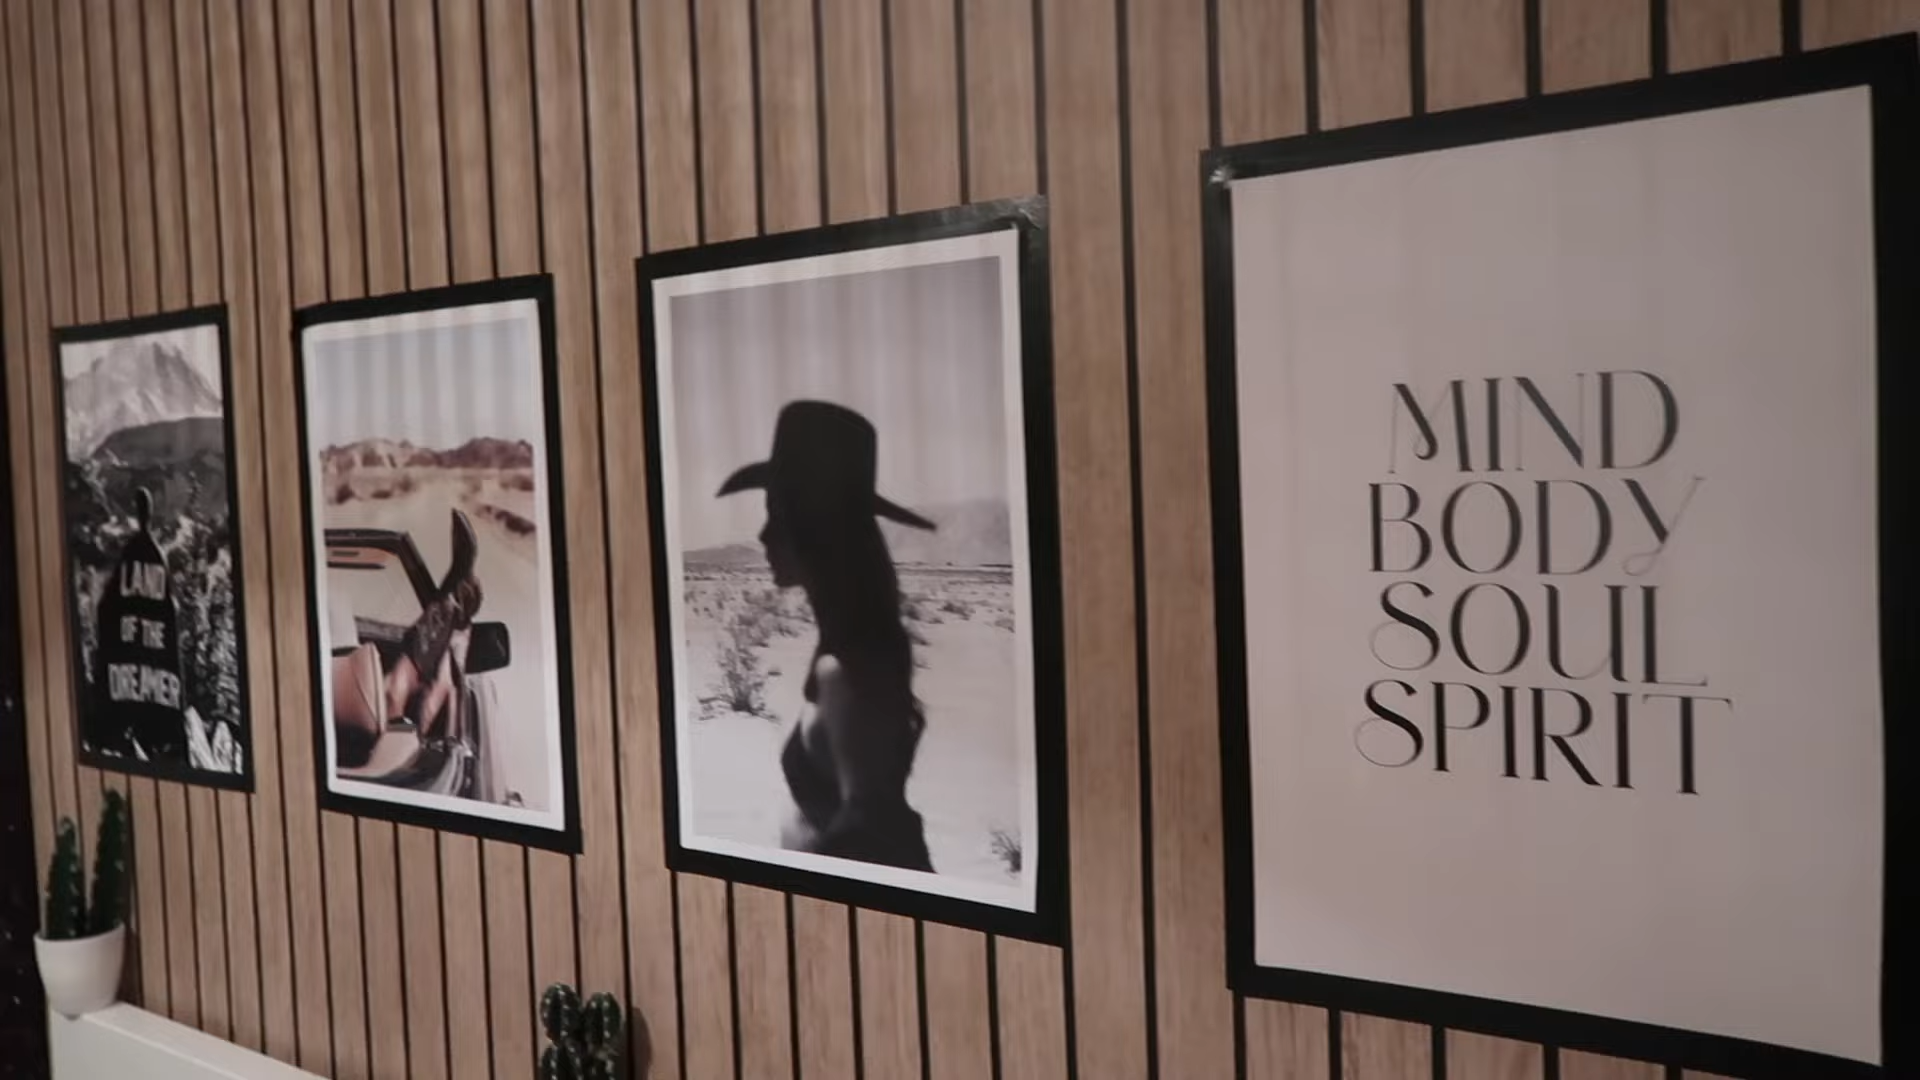 LAND
OF THE
DREAMER
MIND
BODY
SOUL
SPIRIT